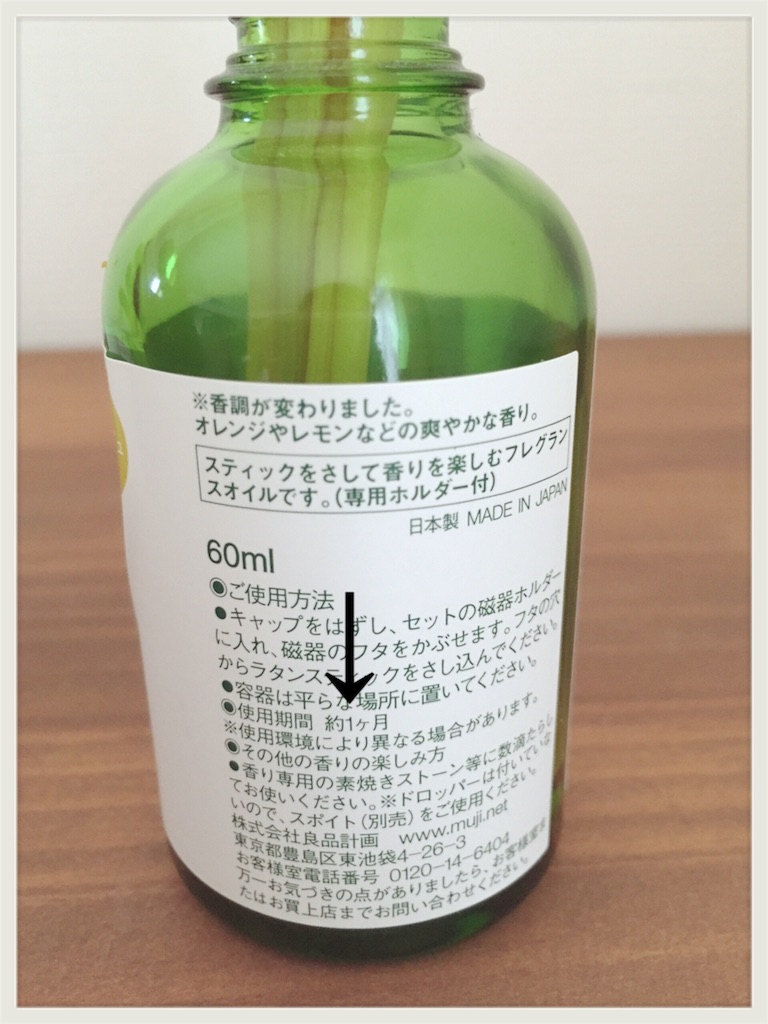 ※香調が変わりました。
オレンジやレモンなどの爽やかな香り。
スティックをさして香りを楽しむフレグラン
スオイルです。(専用ホルダー付)
日本製 MADE IN JAPAN
60ml
◉ご使用方法
●キャップをはずし、セットの磁器ホルダー
に入れ、磁器のフタをかぶせます。フタの穴
からラタンスティックをさし込んでください。
●容器は平らな場所に置いてください。
◉使用期間 約1ヶ月
※使用環境により異なる場合があります。
◉その他の香りの楽しみ方
●香り専用の素焼きストーン等に数滴たらし
てお使いください。※ドロッパーは付いていな
いので、スポイト(別売)をご使用ください。
株式会社良品計画 www.muji.net
東京都豊島区東池袋4-26-3
お客様室電話番号 0120-14-6404
万一お気づきの点がありましたら、お客様室ま
たはお買上店までお問い合わせください。